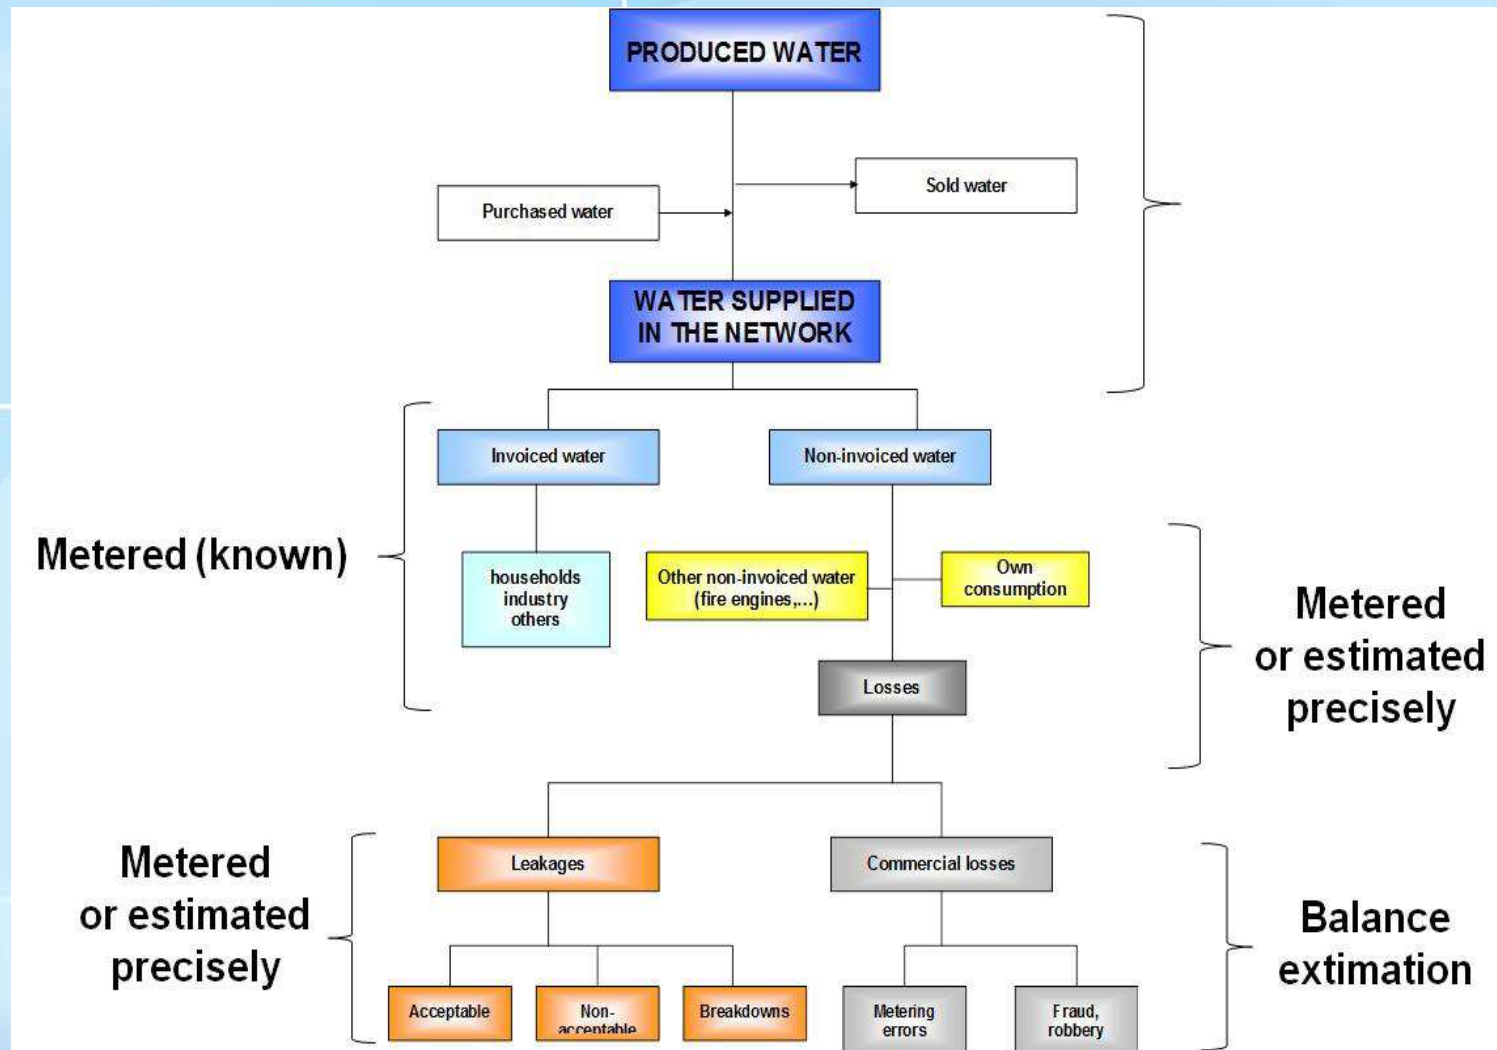 PRODUCED WATER
Sold water
Purchased water
WATER SUPPLIED
IN THE NETWORK
Invoiced water
Non-invoiced water
Metered (known)
households
industry
others
Other non-invoiced water
(fire engines,...)
Own
consumption
Metered
or estimated
precisely
Losses
Leakages
Commercial losses
Metered
or estimated
precisely
Balance
extimation
Acceptable
Non-
acceptable
Breakdowns
Metering
errors
Fraud,
robbery